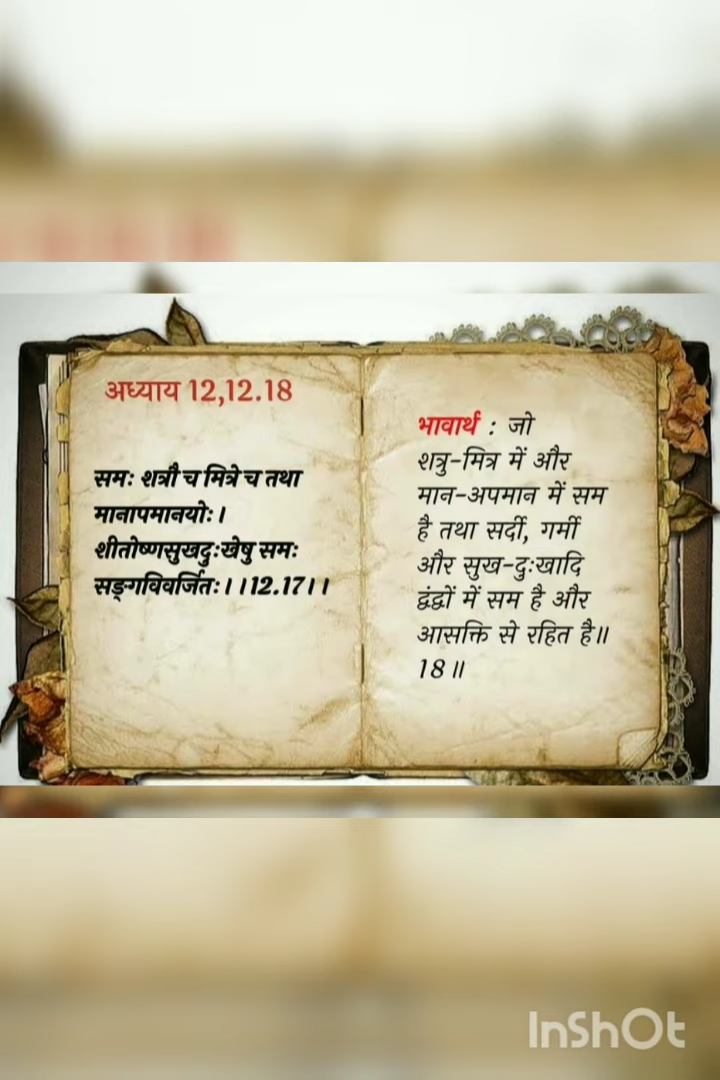 अध्याय 12,12.18
समः शत्रौ च मित्रे च तथा
मानापमानयोः।
शीतोष्णसुखदुःखेषु समः
सङ्गविवर्जितः।।12.17।।
भावार्थ : जो
शत्रु-मित्र में और
मान-अपमान में सम
है तथा सर्दी, गर्मी
और सुख-दुःखादि
द्वंद्वों में सम है और
आसक्ति से रहित है॥
18॥
InShOt